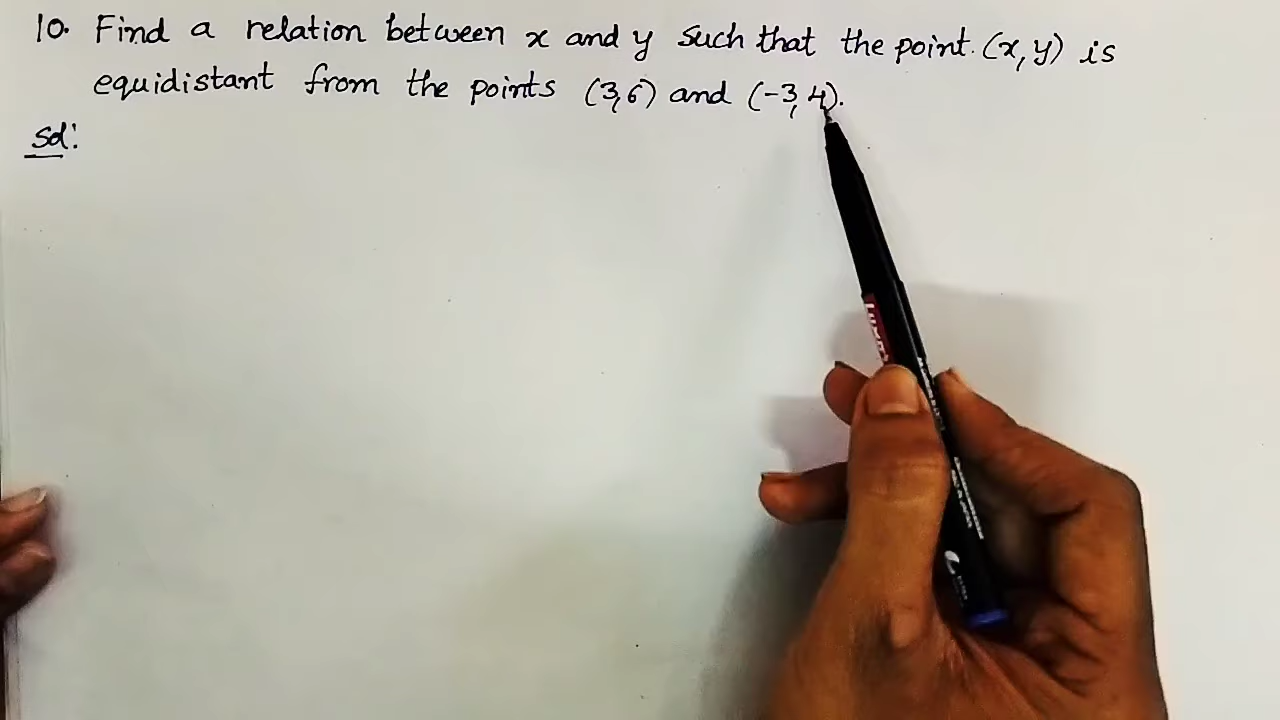 10. Find a relation between x and y such that the point (x, y) is
equidistant from the points (3, 6) and (-3, 4).
Sol: